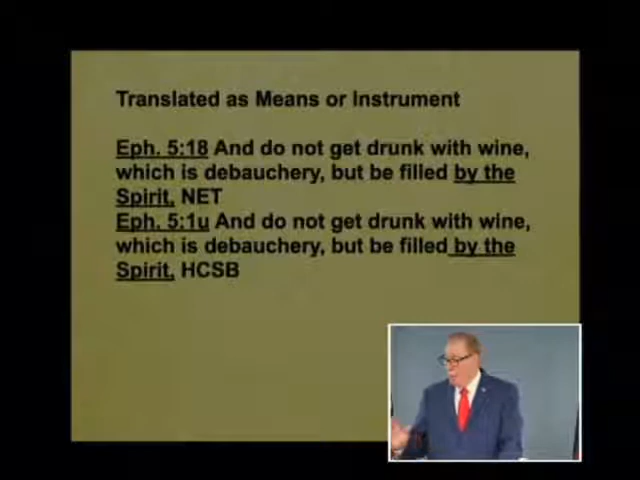 Translated as Means or Instrument
Eph. 5:18 And do not get drunk with wine,
which is debauchery, but be filled by the
Spirit, NET
Eph. 5:1u And do not get drunk with wine,
which is debauchery, but be filled by the
Spirit, HCSB